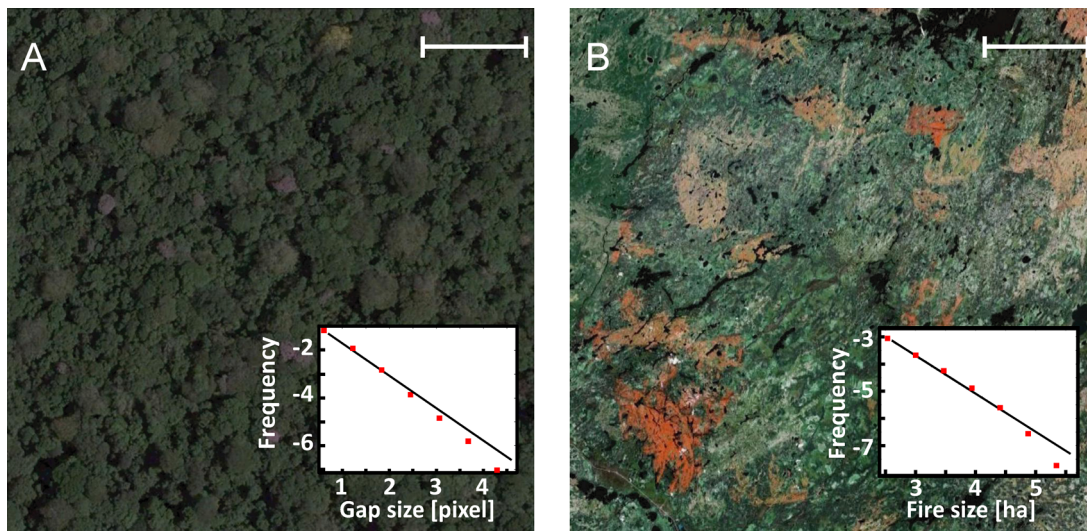 A
Frequency
-2
-4
-6
1 2 3 4
Gap size [pixel]
B
Frequency
-3
-5
-7
3 4 5
Fire size [ha]